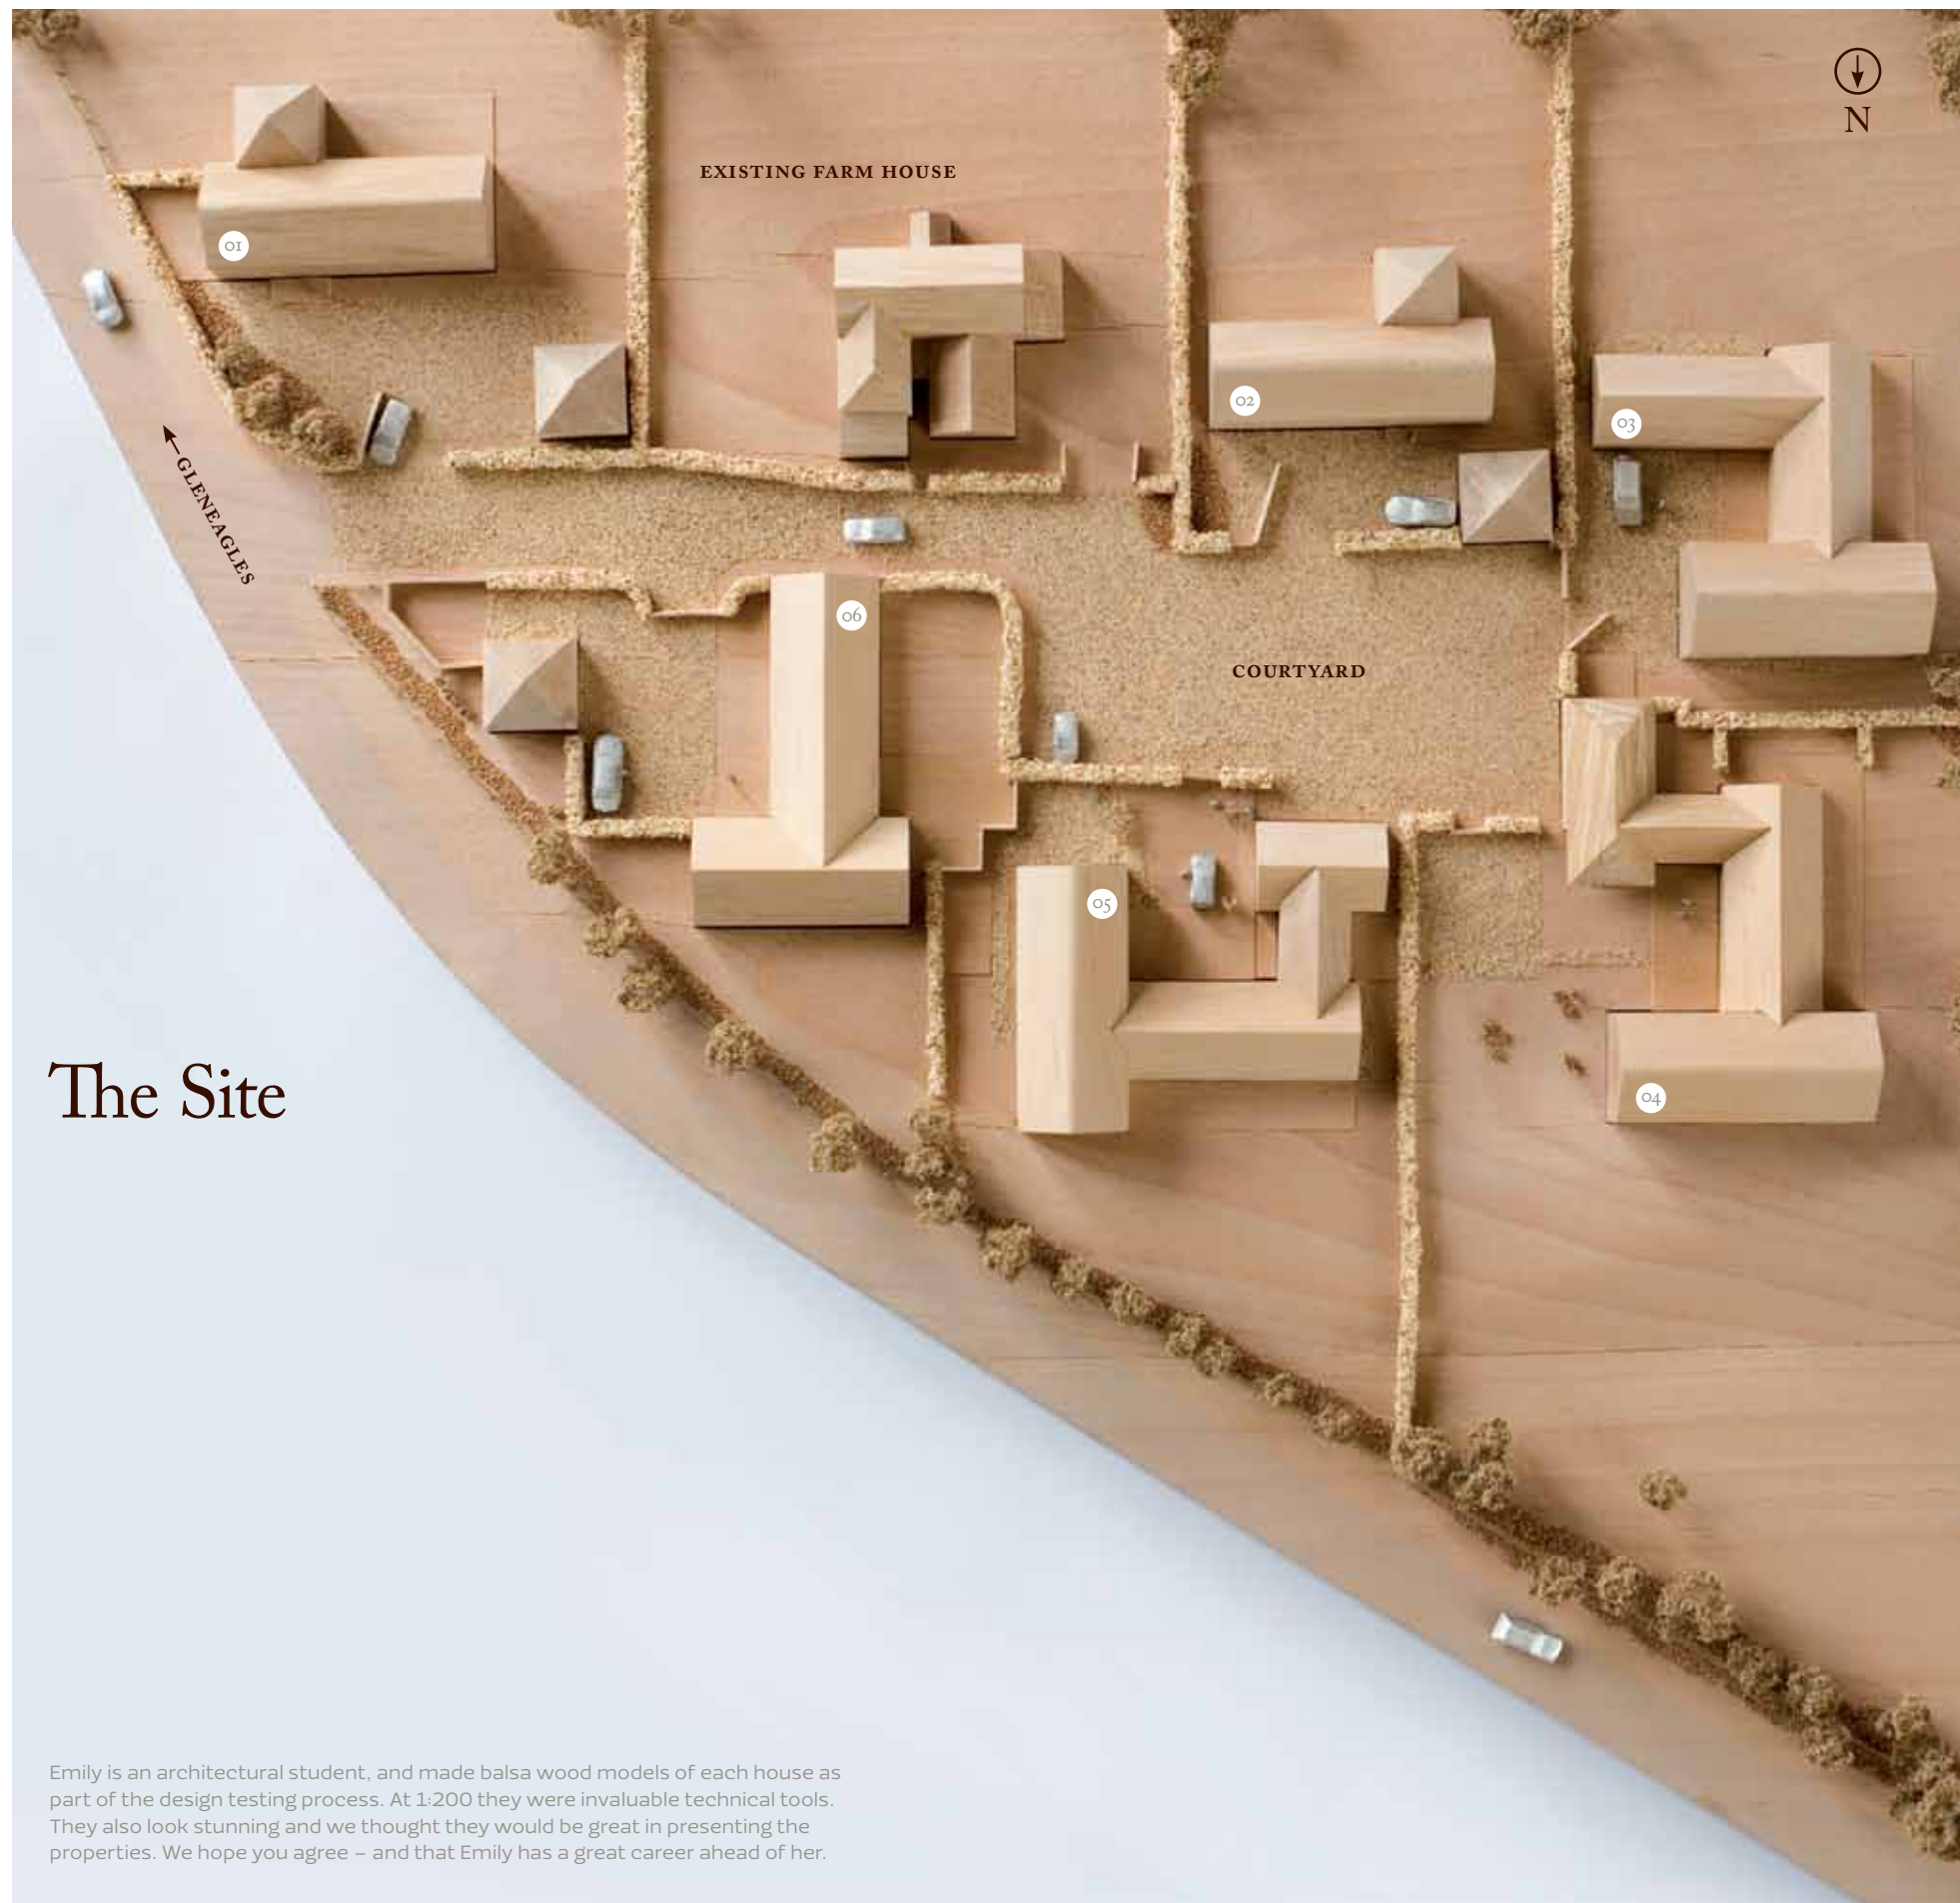 N
EXISTING FARM HOUSE
01
02
03
GLENEAGLES
06
COURTYARD
05
04
The Site
Emily is an architectural student, and made balsa wood models of each house as
part of the design testing process. At 1:200 they were invaluable technical tools.
They also look stunning and we thought they would be great in presenting the
properties. We hope you agree – and that Emily has a great career ahead of her.